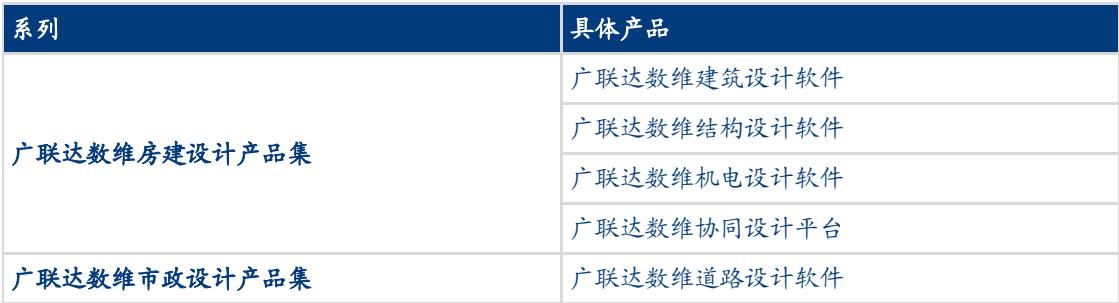 系列 具体产品
广联达数维建筑设计软件
广联达数维结构设计软件
广联达数维房建设计产品集
广联达数维机电设计软件
广联达数维协同设计平台
广联达数维市政设计产品集 广联达数维道路设计软件